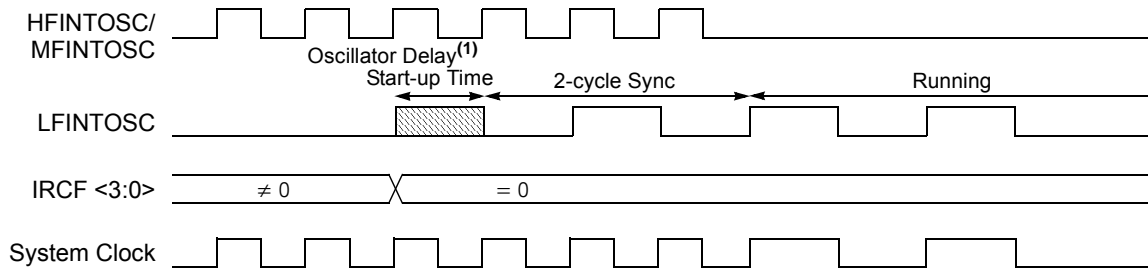 HFINTOSC/
MFINTOSC
Oscillator Delay(1)
Start-up Time
2-cycle Sync
Running
LFINTOSC
IRCF <3:0>
≠ 0
= 0
System Clock